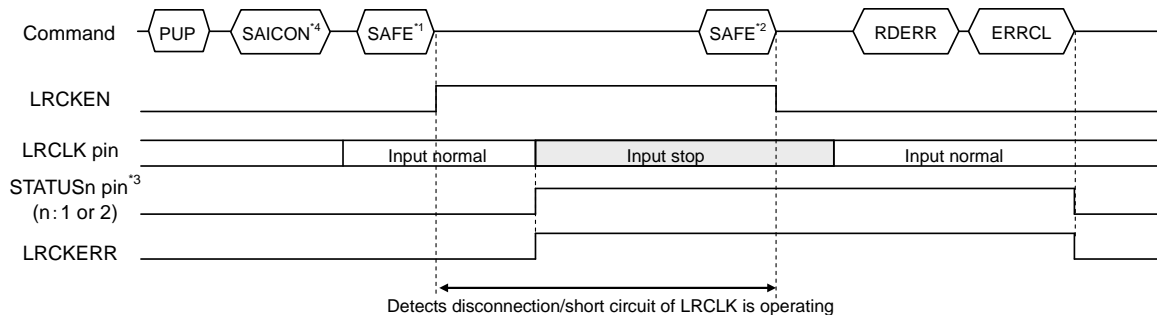 Command PUP SAICON*4 SAFE*1 SAFE*2 RDERR ERRCL
LRCKEN
LRCLK pin Input normal Input stop Input normal
STATUSn pin*3
(n:1 or 2)
LRCKERR
Detects disconnection/short circuit of LRCLK is operating